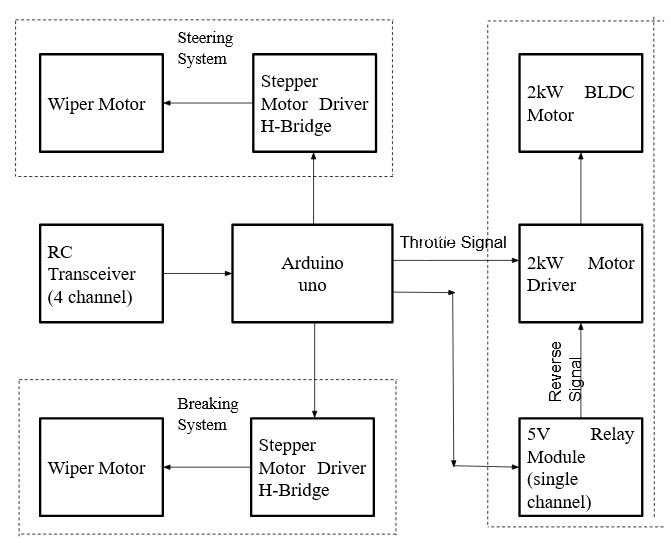 Steering
System
Wiper Motor
Stepper
Motor Driver
H-Bridge
2kW BLDC
Motor
RC
Transceiver
(4 channel)
Arduino
uno
Throttle Signal
2kW Motor
Driver
Reverse
Signal
Breaking
System
Wiper Motor
Stepper
Motor Driver
H-Bridge
5V Relay
Module
(single
channel)